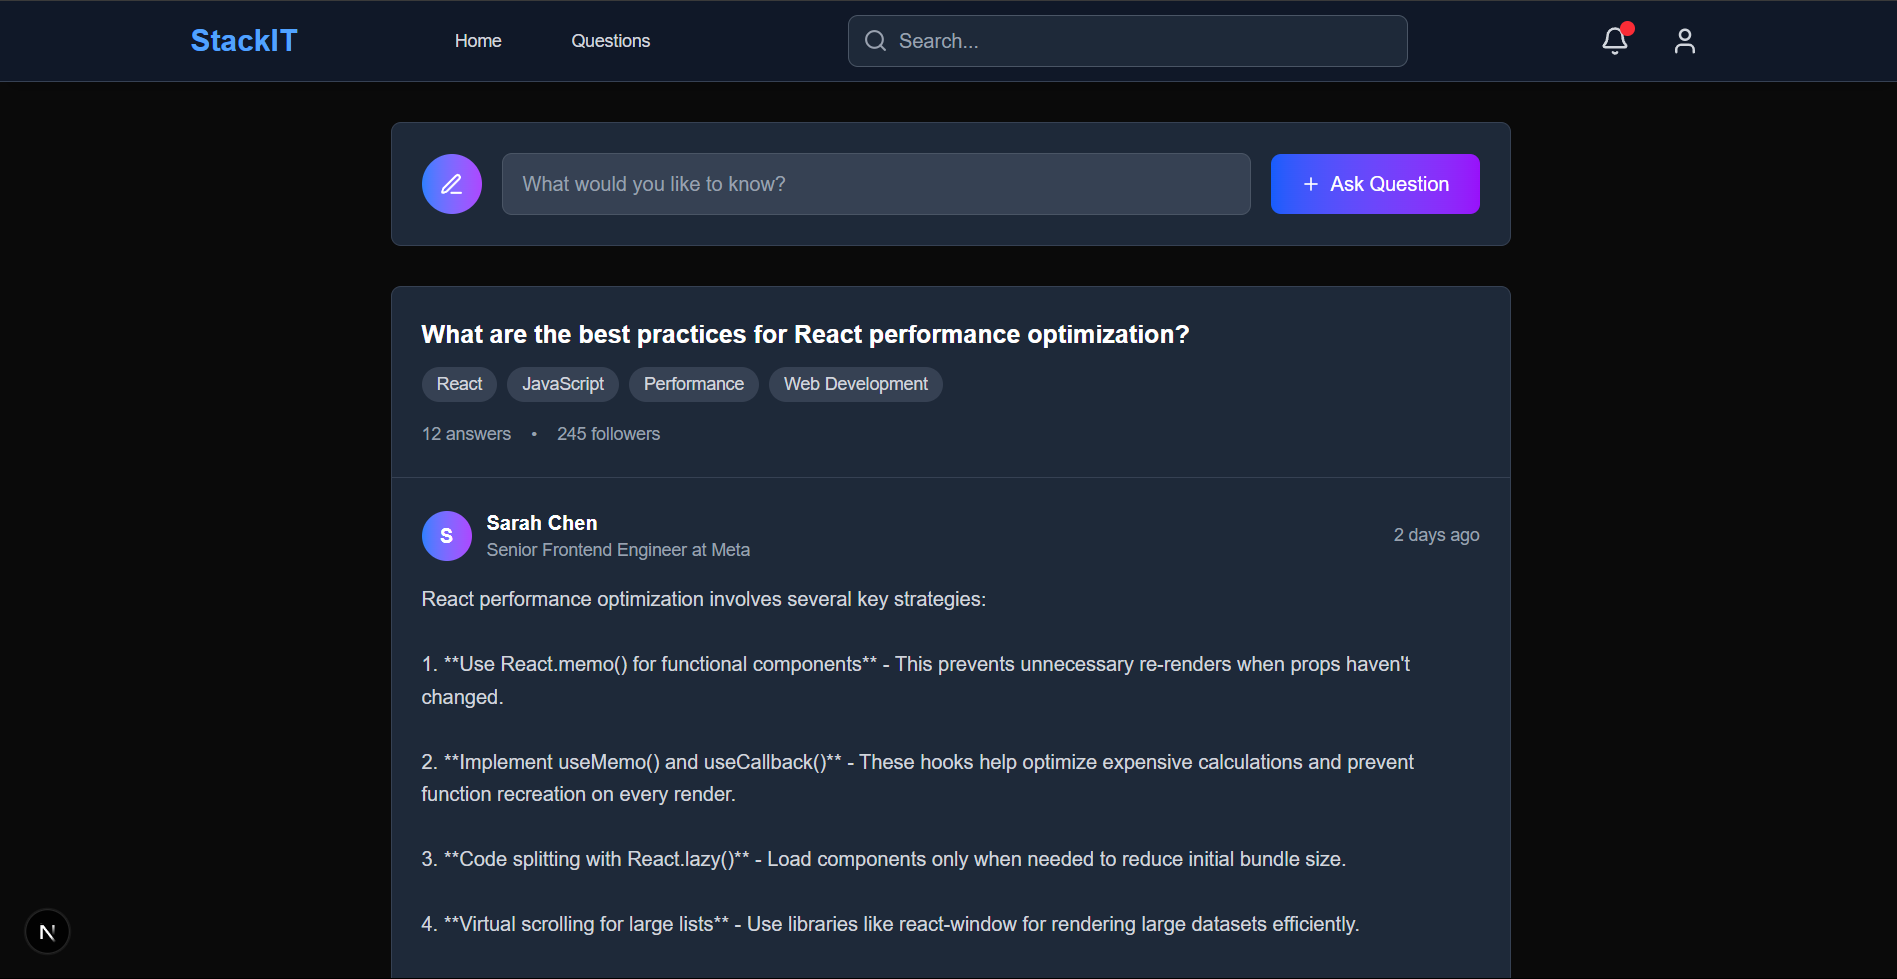 StackIT
Home
Questions
Search...
What would you like to know?
+ Ask Question
What are the best practices for React performance optimization?
React
JavaScript
Performance
Web Development
12 answers • 245 followers
S
Sarah Chen
Senior Frontend Engineer at Meta
2 days ago
React performance optimization involves several key strategies:
1. **Use React.memo() for functional components** - This prevents unnecessary re-renders when props haven't
changed.
2. **Implement useMemo() and useCallback()** - These hooks help optimize expensive calculations and prevent
function recreation on every render.
3. **Code splitting with React.lazy()** - Load components only when needed to reduce initial bundle size.
4. **Virtual scrolling for large lists** - Use libraries like react-window for rendering large datasets efficiently.
N